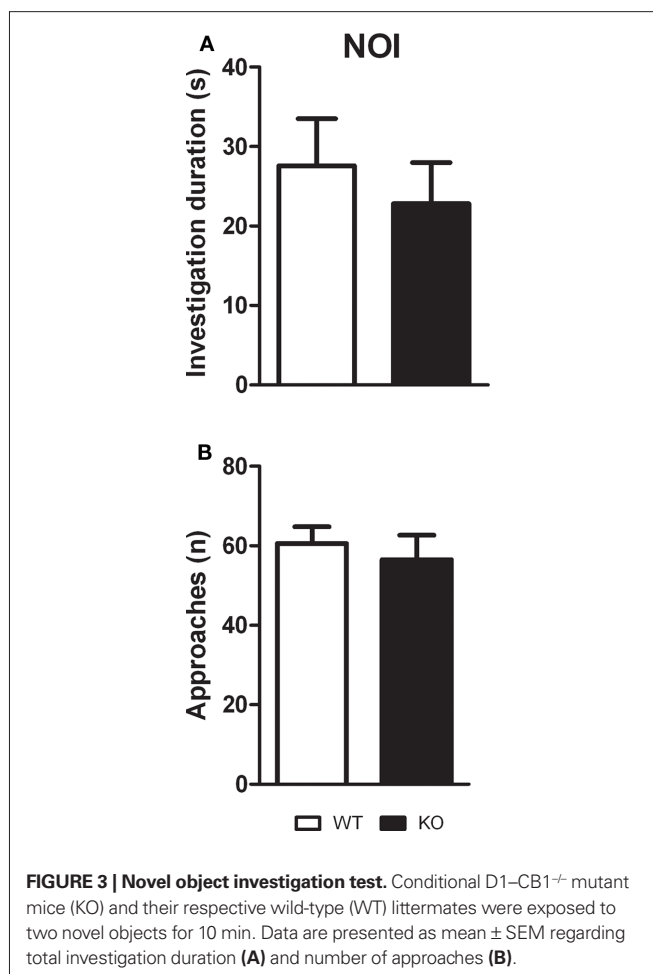 A
NOI
Investigation duration (s)
40
30
20
10
0
B
Approaches (n)
80
60
40
20
0
WT KO
FIGURE 3 | Novel object investigation test. Conditional D1–CB1−/− mutant
mice (KO) and their respective wild-type (WT) littermates were exposed to
two novel objects for 10 min. Data are presented as mean ± SEM regarding
total investigation duration (A) and number of approaches (B).